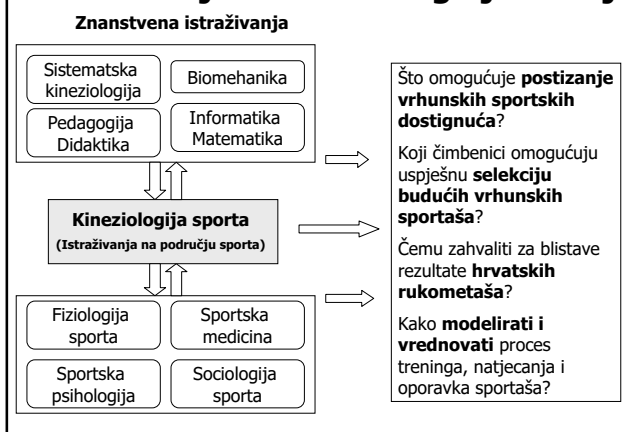 Znanstvena istraživanja
Sistematska
kineziologija
Biomehanika
Pedagogija
Didaktika
Informatika
Matematika
Kineziologija sporta
(Istraživanja na području sporta)
Fiziologija
sporta
Sportska
medicina
Sportska
psihologija
Sociologija
sporta
Što omogućuje postizanje
vrhunskih sportskih
dostignuća?
Koji čimbenici omogućuju
uspješnu selekciju
budućih vrhunskih
sportaša?
Čemu zahvaliti za blistave
rezultate hrvatskih
rukometaša?
Kako modelirati i
vrednovati proces
treninga, natjecanja i
oporavka sportaša?